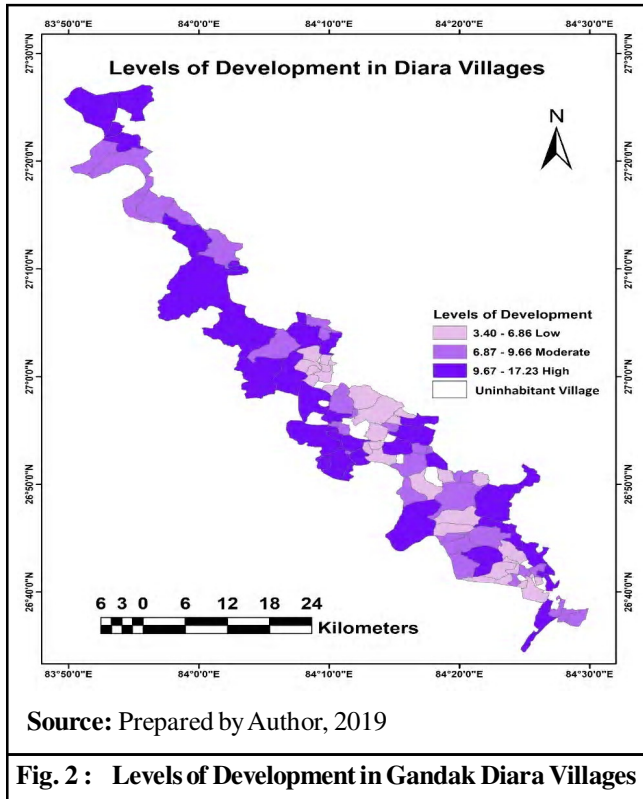 83°50'0"E 84°0'0"E 84°10'0"E 84°20'0"E 84°30'0"E
Levels of Development in Diara Villages
N
27°30'0"N 27°30'0"N
27°20'0"N 27°20'0"N
27°10'0"N 27°10'0"N
Levels of Development
3.40 - 6.86 Low
6.87 - 9.66 Moderate
9.67 - 17.23 High
Uninhabitant Village
27°0'0"N 27°0'0"N
26°50'0"N 26°50'0"N
26°40'0"N 26°40'0"N
6 3 0 6 12 18 24
Kilometers
83°50'0"E 84°0'0"E 84°10'0"E 84°20'0"E 84°30'0"E
Source: Prepared by Author, 2019
Fig. 2 : Levels of Development in Gandak Diara Villages